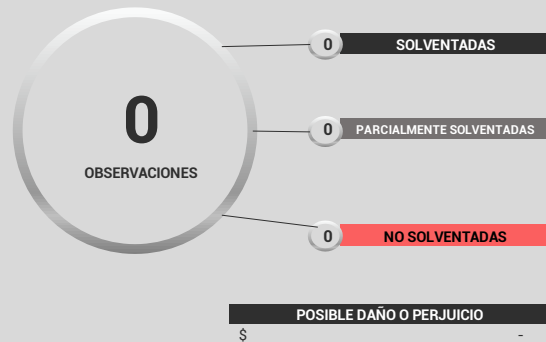 0
OBSERVACIONES
0 SOLVENTADAS
0 PARCIALMENTE SOLVENTADAS
0 NO SOLVENTADAS
POSIBLE DAÑO O PERJUICIO
$ -